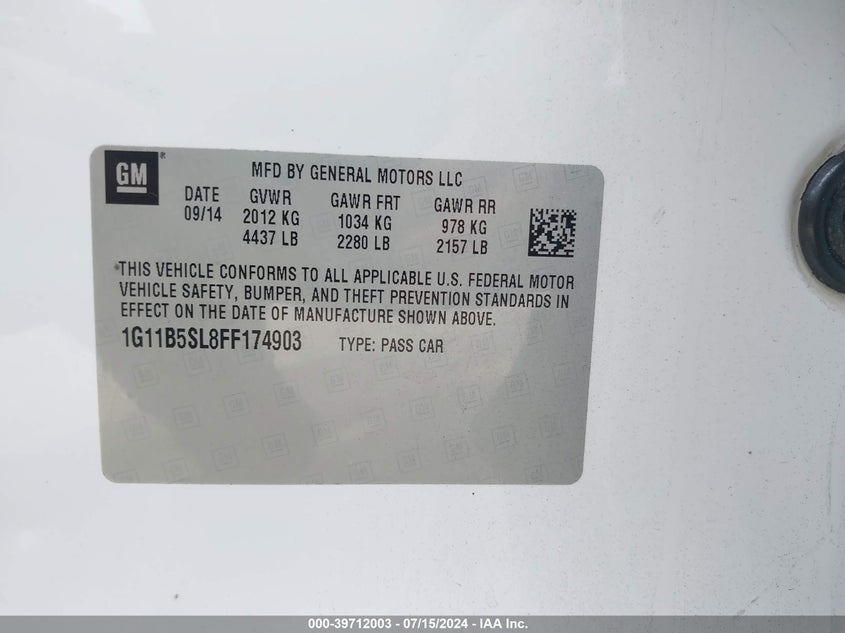 GM®
MFD BY GENERAL MOTORS LLC
DATE GVWR GAWR FRT GAWR RR
09/14 2012 KG 1034 KG 978 KG
4437 LB 2280 LB 2157 LB
*THIS VEHICLE CONFORMS TO ALL APPLICABLE U.S. FEDERAL MOTOR
VEHICLE SAFETY, BUMPER, AND THEFT PREVENTION STANDARDS IN
EFFECT ON THE DATE OF MANUFACTURE SHOWN ABOVE.
1G11B5SL8FF174903 TYPE: PASS CAR
000-39712003 - 07/15/2024 - IAA Inc.